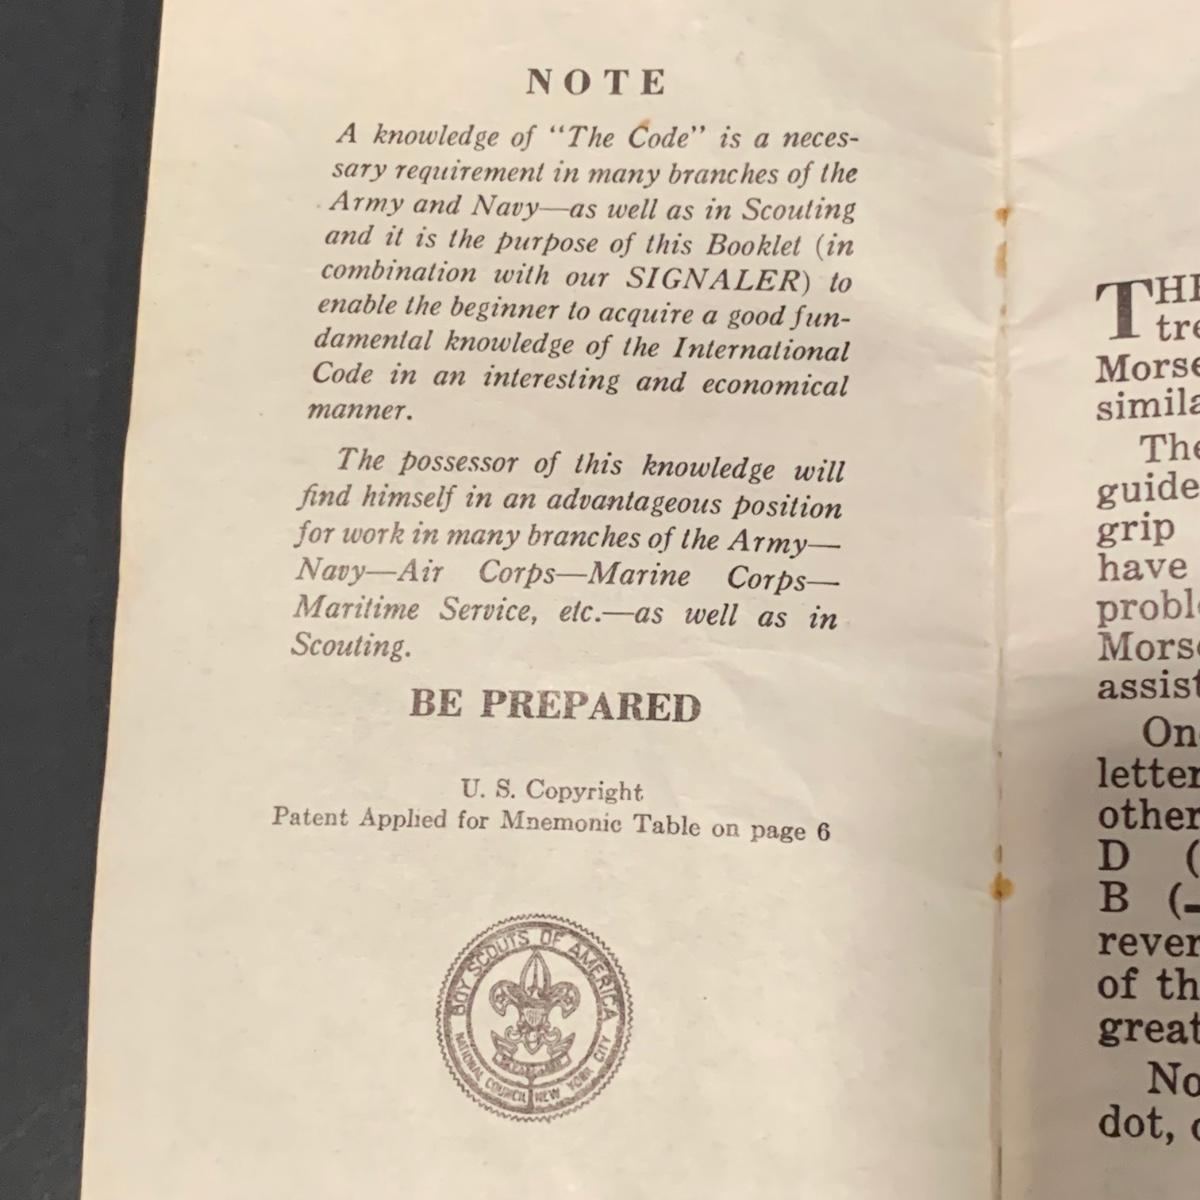 NOTE
A knowledge of "The Code" is a neces-
sary requirement in many branches of the
Army and Navy—as well as in Scouting
and it is the purpose of this Booklet (in
combination with our SIGNALER) to
enable the beginner to acquire a good fun-
damental knowledge of the International
Code in an interesting and economical
manner.
The possessor of this knowledge will
find himself in an advantageous position
for work in many branches of the Army—
Navy—Air Corps—Marine Corps—
Maritime Service, etc.—as well as in
Scouting.
BE PREPARED
U. S. Copyright
Patent Applied for Mnemonic Table on page 6
BOY SCOUTS OF AMERICA
NATIONAL COUNCIL NEW YORK CITY
THE
tre
Morse
simila
The
guide
grip
have
proble
Morse
assist
On
letter
other
D (
B (
rever
of th
great
No
dot,